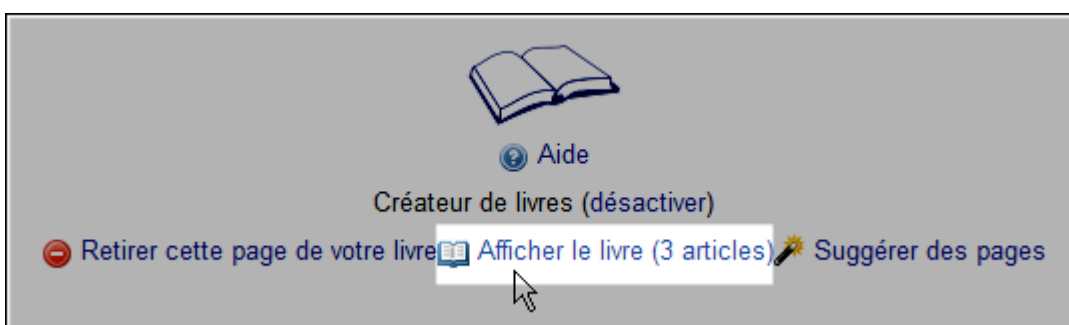 Aide
Créateur de livres (désactiver)
Retirer cette page de votre livre Afficher le livre (3 articles) Suggérer des pages